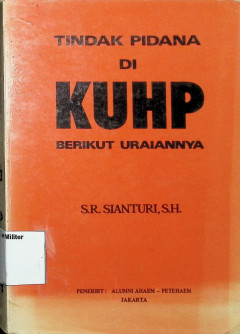 TINDAK PIDANA
DI
KUHP
BERIKUT URAIANNYA
S.R. SIANTURI, S.H.
Militer
PENERBIT : ALUMNI AHAEM - PETEHAEM
JAKARTA